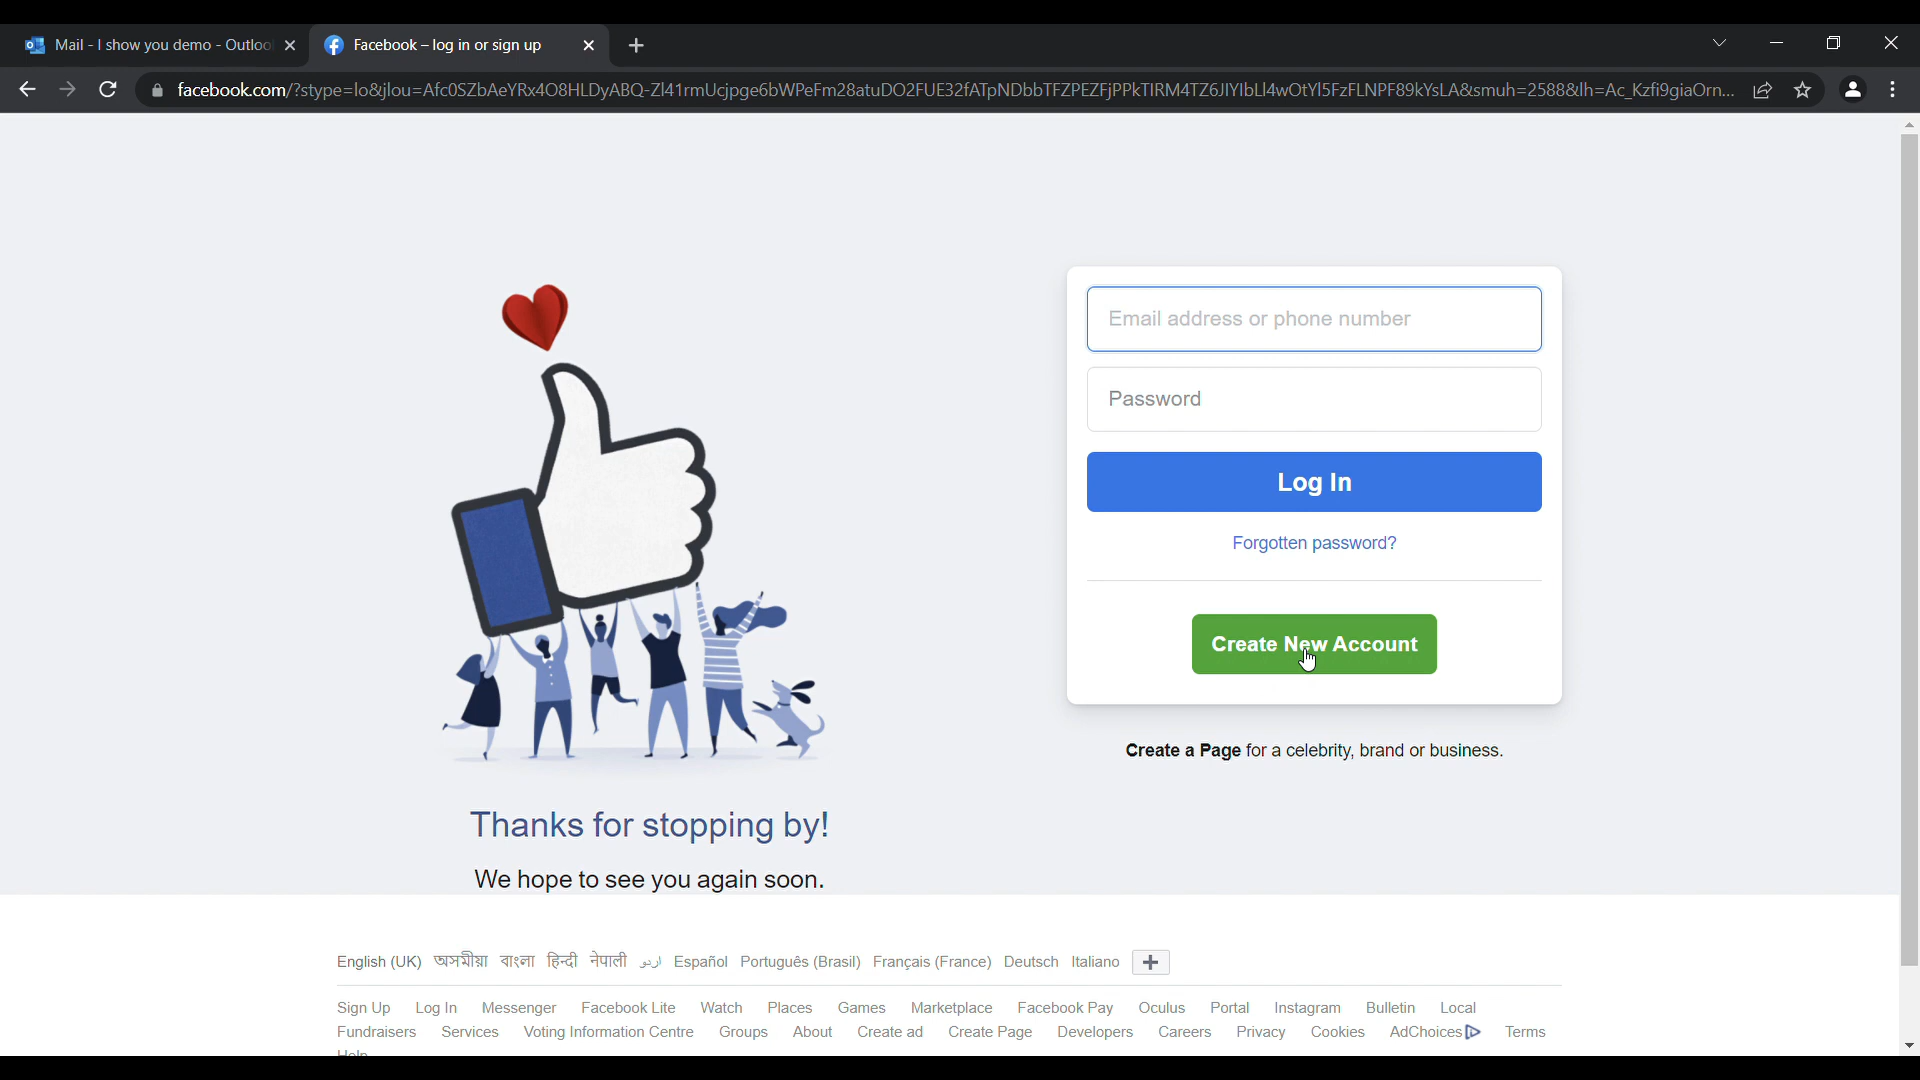 Mail - I show you demo - Outloo
Facebook – log in or sign up
facebook.com/?stype=lo&jlou=Afc0SZbAeYRx4O8HLDyABQ-Zl41rmUcjpge6bWPeFm28atuDO2FUE32fATpNDbbTFZPEZFjPPkTIRM4TZ6JIYIbLl4wOtYl5FzFLNPF89kYsLA&smuh=2588&lh=Ac_Kzfi9giaOrn...
Email address or phone number
Password
Log In
Forgotten password?
Create New Account
Create a Page for a celebrity, brand or business.
Thanks for stopping by!
We hope to see you again soon.
English (UK) অসমীয়া বাংলা हिन्दी नेपाली اردو Español Português (Brasil) Français (France) Deutsch Italiano
Sign Up Log In Messenger Facebook Lite Watch Places Games Marketplace Facebook Pay Oculus Portal Instagram Bulletin Local
Fundraisers Services Voting Information Centre Groups About Create ad Create Page Developers Careers Privacy Cookies AdChoices Terms
Help